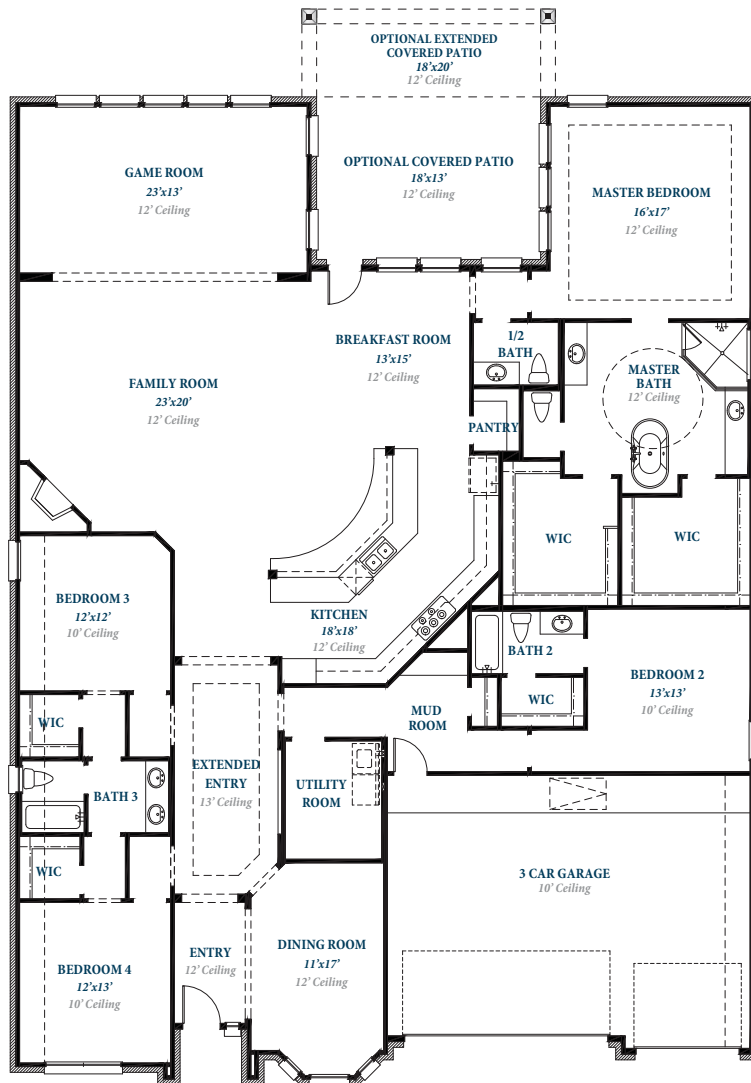 OPTIONAL EXTENDED
COVERED PATIO
18'x20'
12' Ceiling
GAME ROOM
23'x13'
12' Ceiling
OPTIONAL COVERED PATIO
18'x13'
12' Ceiling
MASTER BEDROOM
16'x17'
12' Ceiling
FAMILY ROOM
23'x20'
12' Ceiling
BREAKFAST ROOM
13'x15'
12' Ceiling
1/2
BATH
MASTER
BATH
12' Ceiling
PANTRY
WIC
WIC
KITCHEN
18'x18'
12' Ceiling
BEDROOM 3
12'x12'
10' Ceiling
BATH 2
WIC
BEDROOM 2
13'x13'
10' Ceiling
MUD
ROOM
WIC
EXTENDED
ENTRY
13' Ceiling
UTILITY
ROOM
BATH 3
WIC
3 CAR GARAGE
10' Ceiling
BEDROOM 4
12'x13'
10' Ceiling
ENTRY
12' Ceiling
DINING ROOM
11'x17'
12' Ceiling